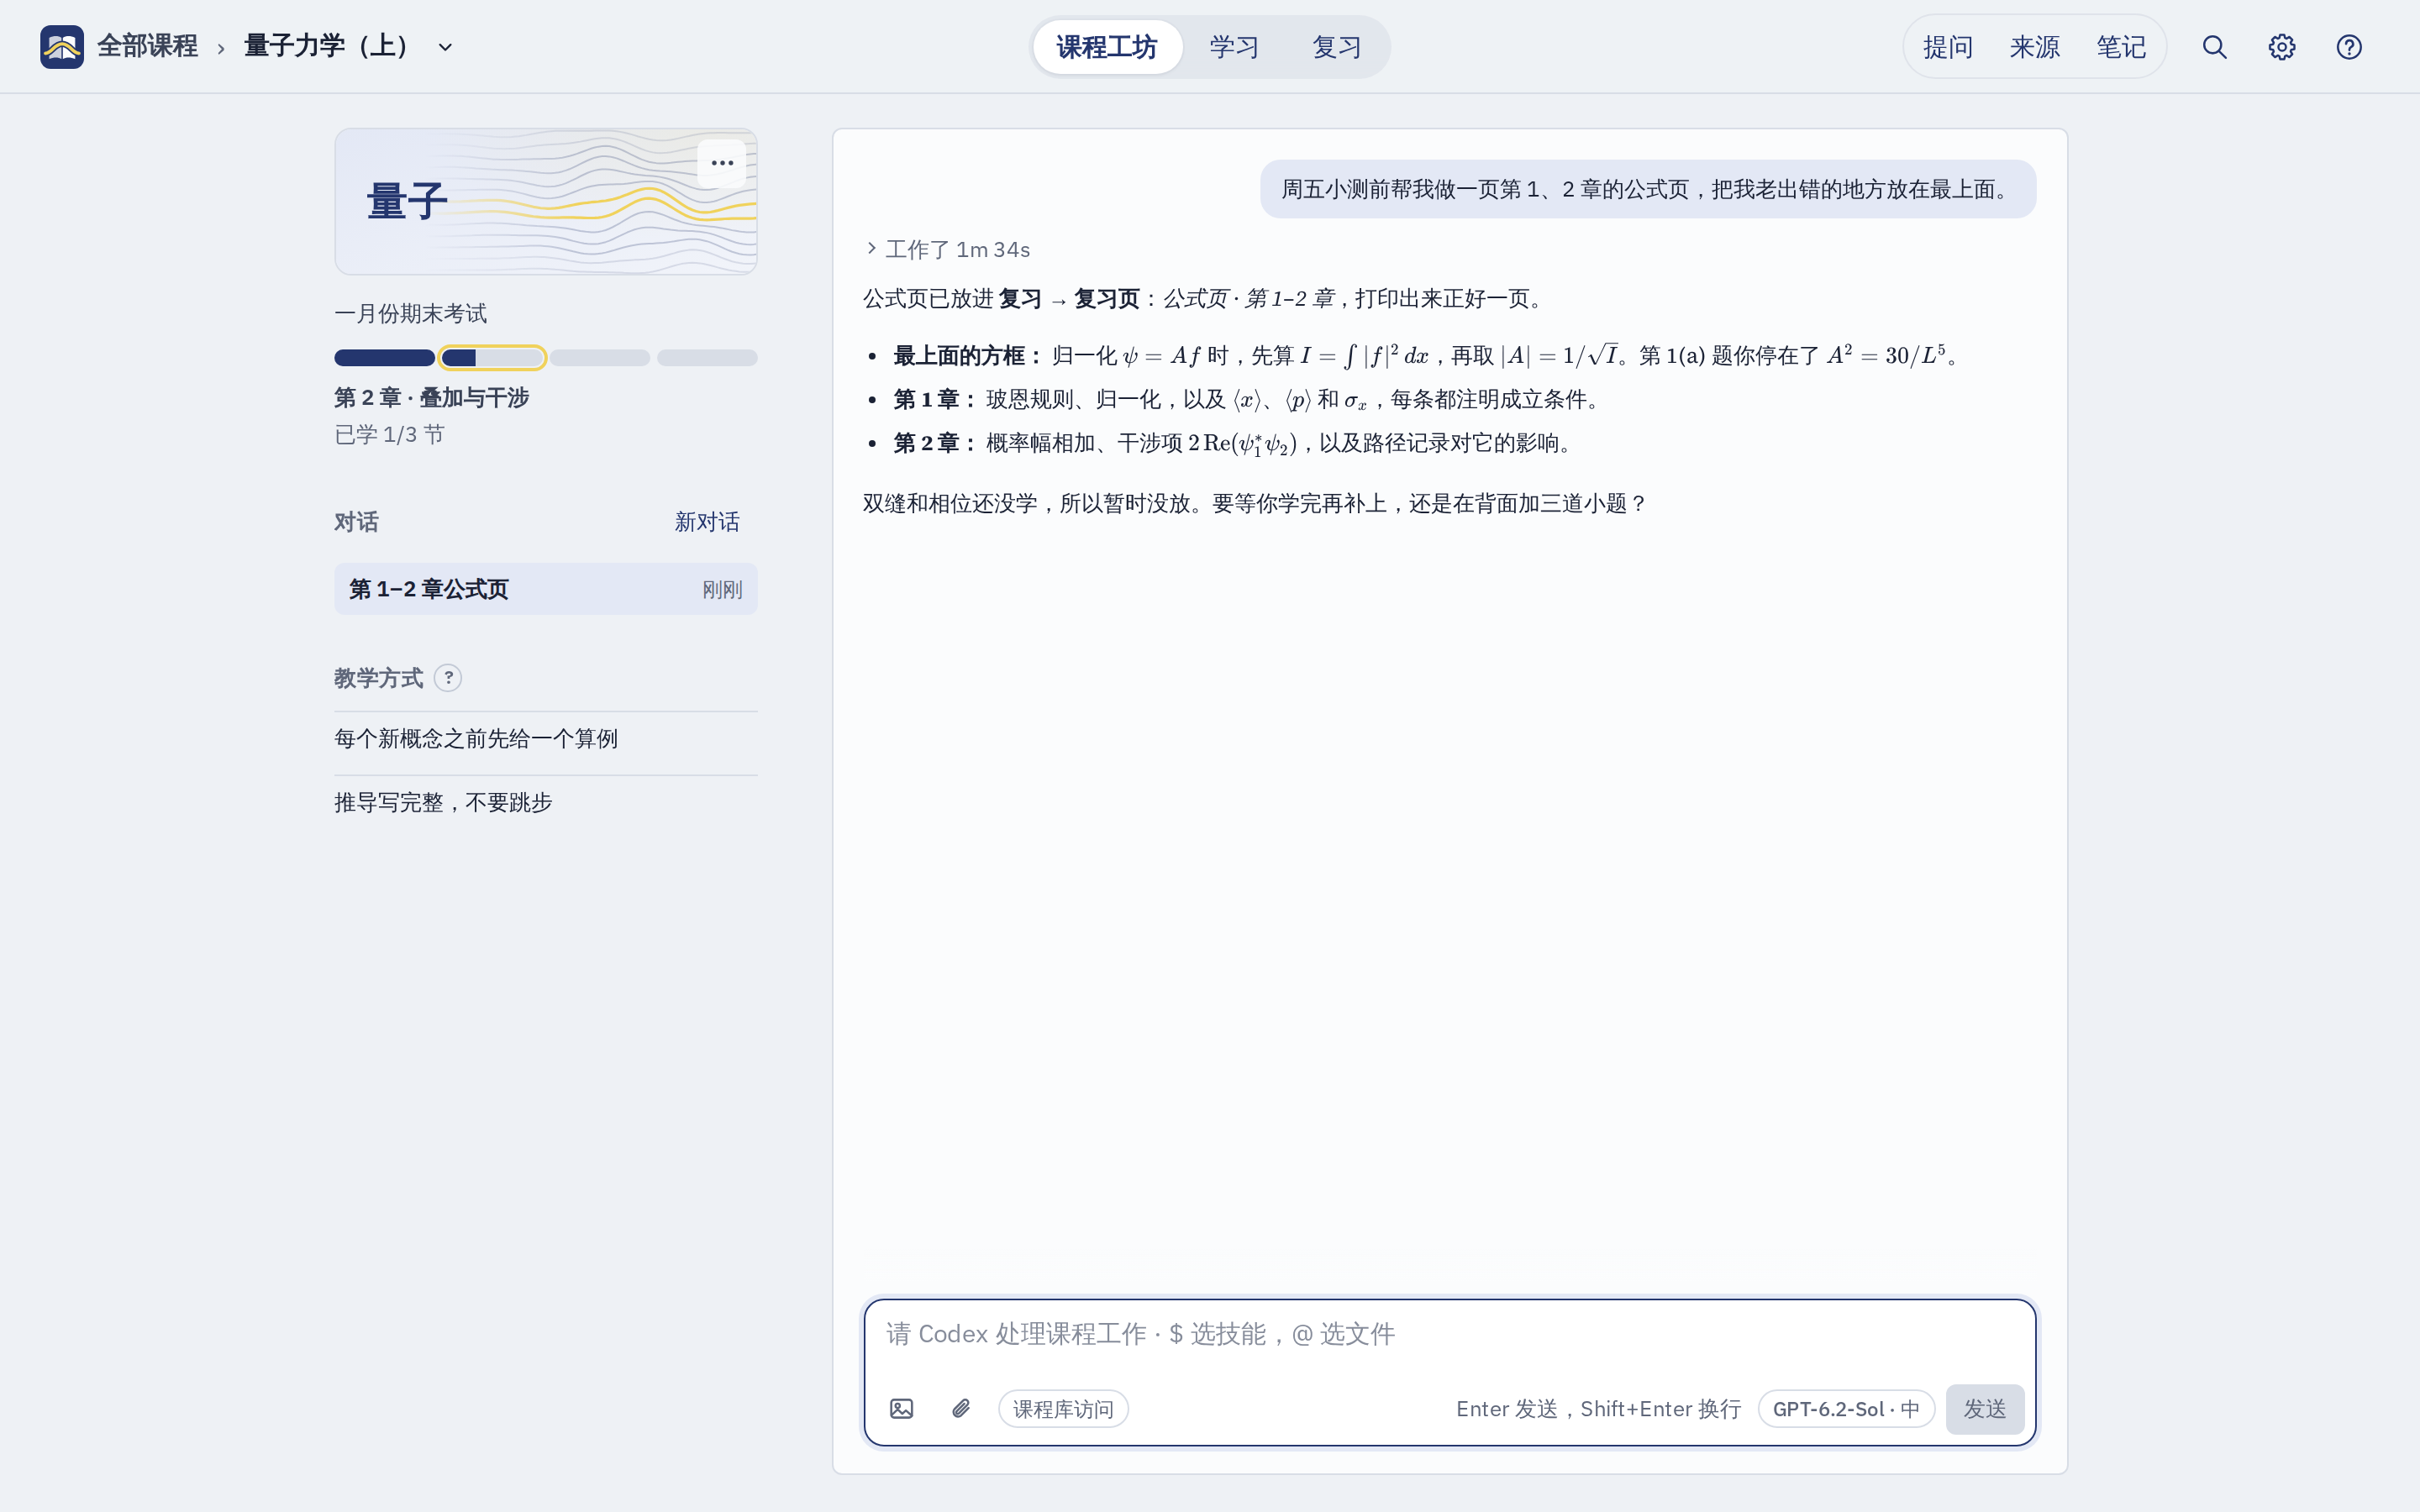 全部课程 › 量子力学（上）
课程工坊 学习 复习
提问 来源 笔记
量子
一月份期末考试
第 2 章 · 叠加与干涉
已学 1/3 节
对话 新对话
第 1–2 章公式页 刚刚
教学方式 ?
每个新概念之前先给一个算例
推导写完整，不要跳步
周五小测前帮我做一页第 1、2 章的公式页，把我老出错的地方放在最上面。
工作了 1m 34s
公式页已放进 复习 → 复习页：公式页 · 第 1–2 章，打印出来正好一页。
• 最上面的方框： 归一化 ψ = Af 时，先算 I = ∫ |f|² dx，再取 |A| = 1/√I。第 1(a) 题你停在了 A² = 30/L⁵。
• 第 1 章： 玻恩规则、归一化，以及 ⟨x⟩、⟨p⟩ 和 σₓ，每条都注明成立条件。
• 第 2 章： 概率幅相加、干涉项 2 Re(ψ₁*ψ₂)，以及路径记录对它的影响。
双缝和相位还没学，所以暂时没放。要等你学完再补上，还是在背面加三道小题？
请 Codex 处理课程工作 · $ 选技能，@ 选文件
课程库访问 Enter 发送，Shift+Enter 换行 GPT-6.2-Sol · 中 发送